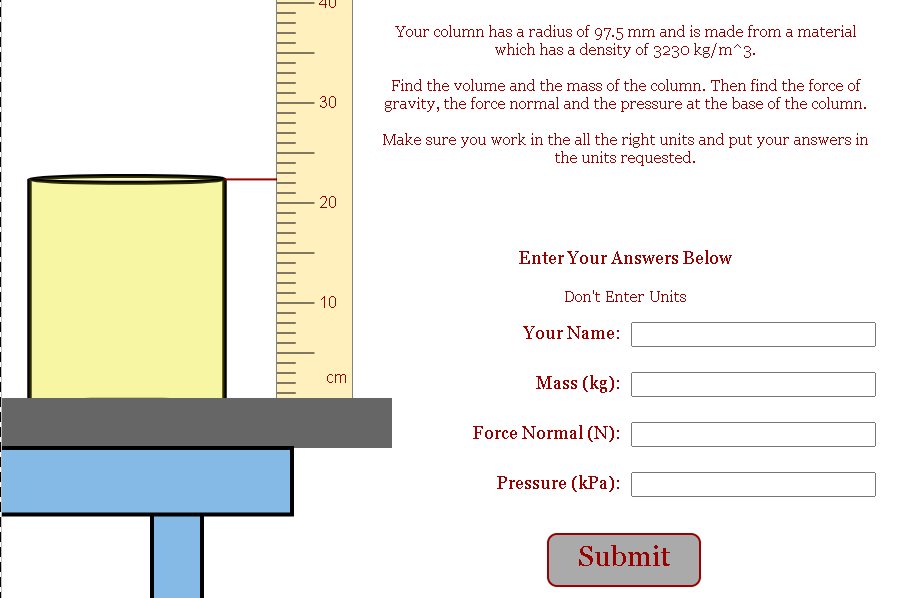 40
Your column has a radius of 97.5 mm and is made from a material
which has a density of 3230 kg/m^3.
Find the volume and the mass of the column. Then find the force of
gravity, the force normal and the pressure at the base of the column.
30
Make sure you work in the all the right units and put your answers in
the units requested.
20
Enter Your Answers Below
Don't Enter Units
10
Your Name:
cm
Mass (kg):
Force Normal (N):
Pressure (kPa):
Submit